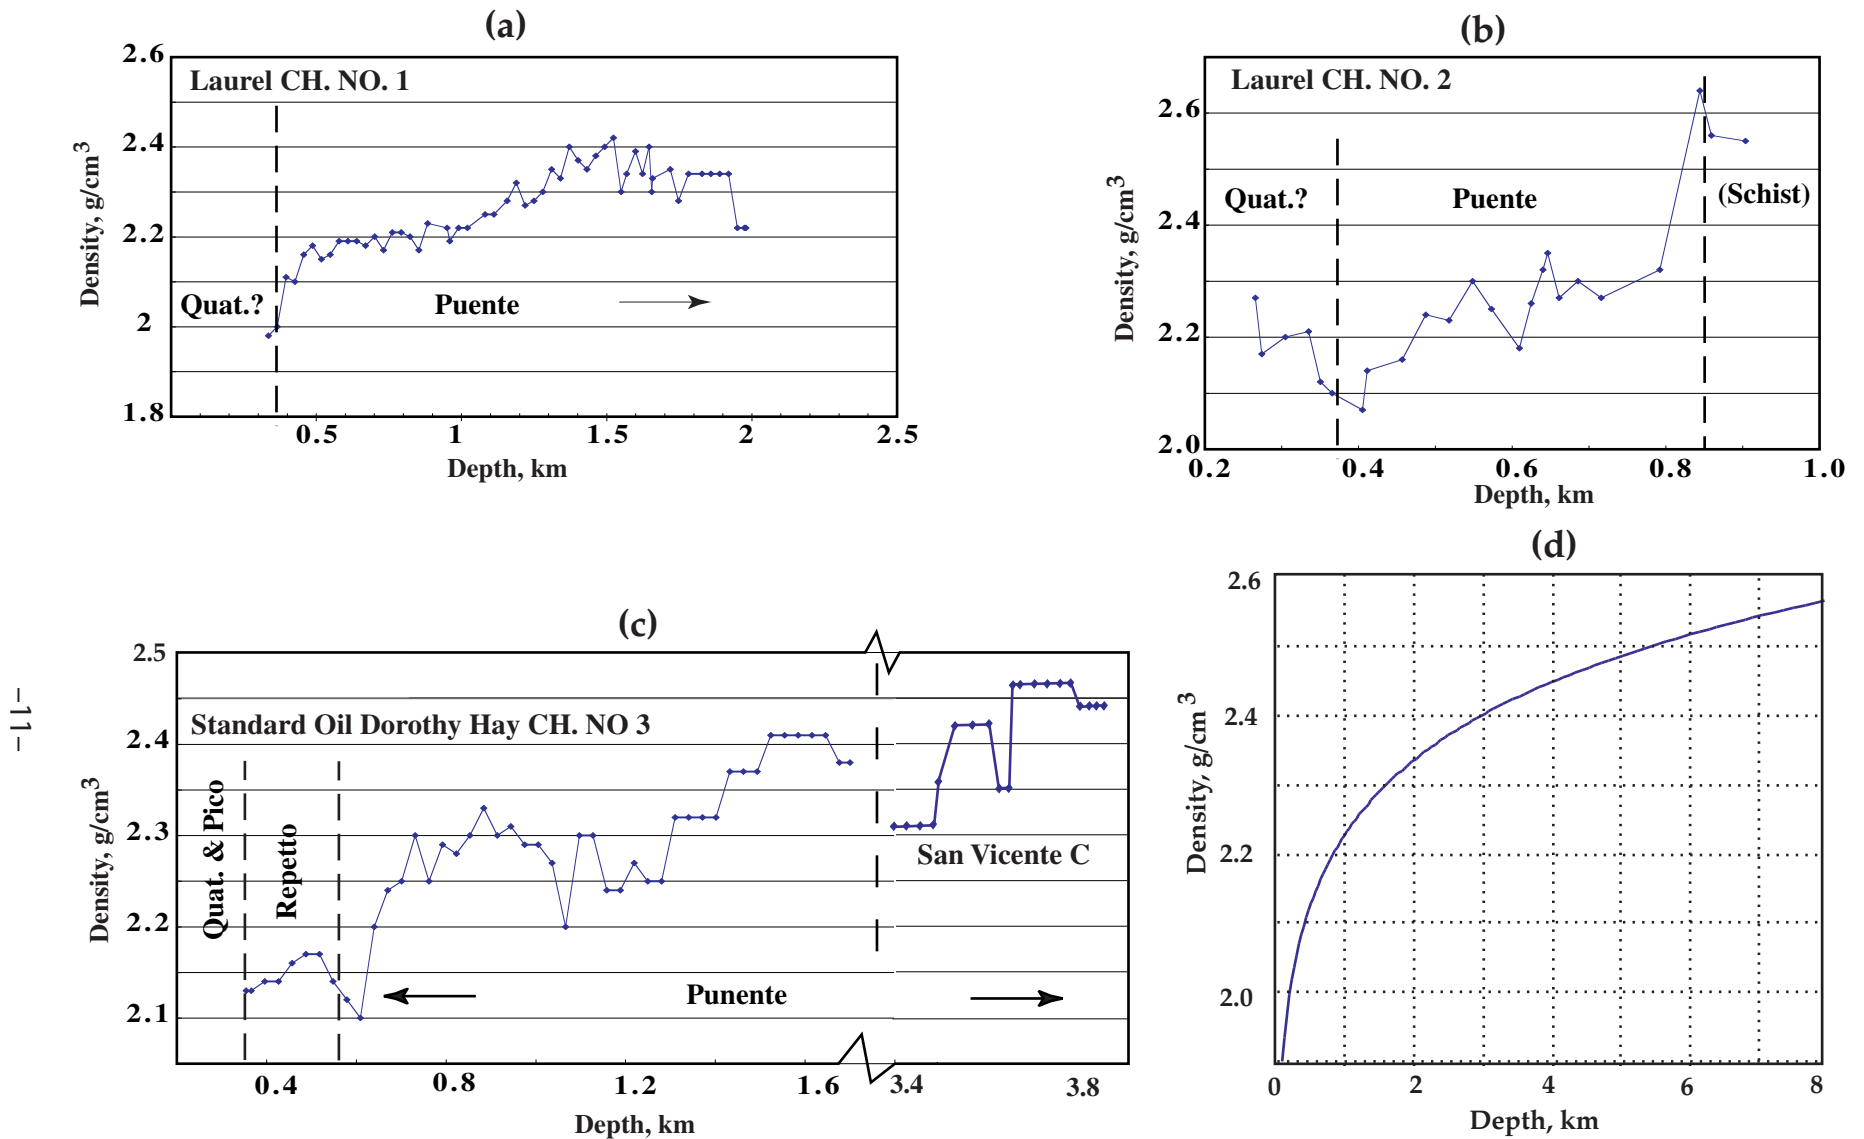 (a)
2.6
Laurel CH. NO. 1
2.4
2.2
2
1.8
Density, g/cm3
Quat.?
Puente
0.5
1
1.5
2
2.5
Depth, km
(b)
Laurel CH. NO. 2
2.6
2.4
2.2
2.0
Density, g/cm3
Quat.?
Puente
(Schist)
0.2
0.4
0.6
0.8
1.0
Depth, km
–11–
(c)
2.5
2.4
2.3
2.2
2.1
Density, g/cm3
Standard Oil Dorothy Hay CH. NO 3
Quat. & Pico
Repetto
San Vicente C
Punente
0.4
0.8
1.2
1.6
3.4
3.8
Depth, km
(d)
2.6
2.4
2.2
2.0
Density, g/cm3
0
2
4
6
8
Depth, km